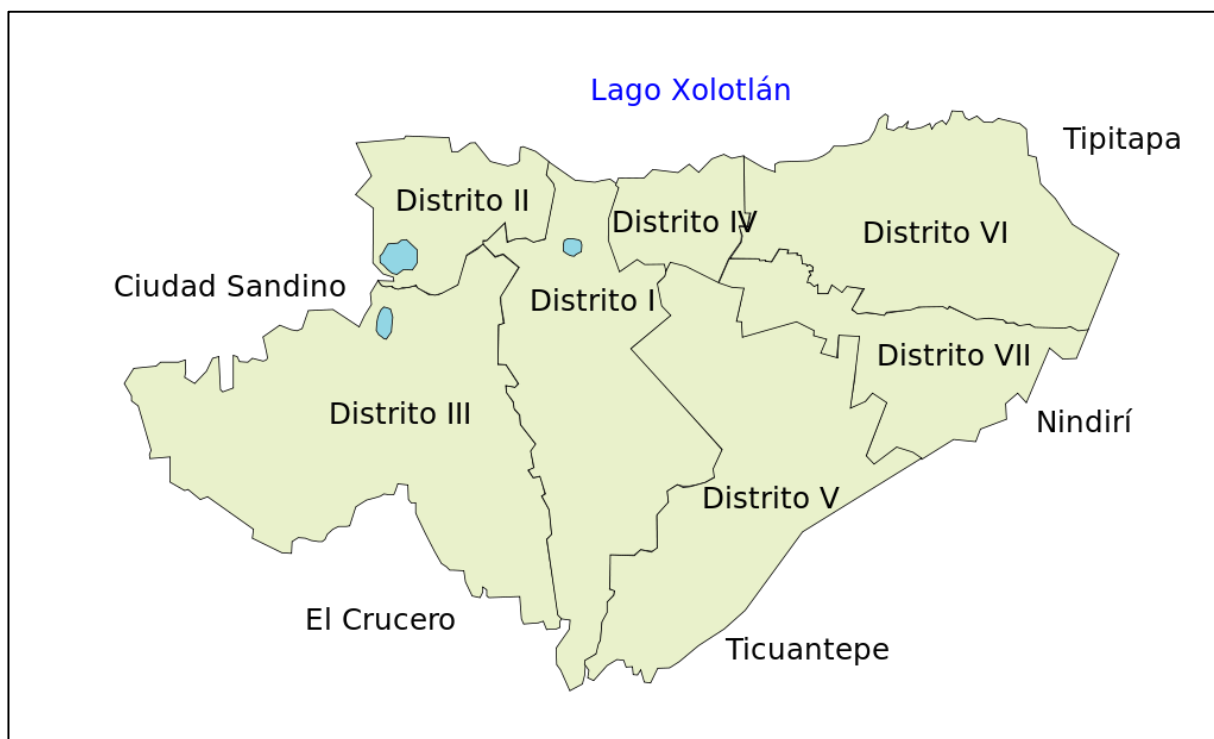 Lago Xolotlán
Tipitapa
Distrito II
Distrito IV
Distrito VI
Ciudad Sandino
Distrito I
Distrito VII
Distrito III
Nindirí
Distrito V
El Crucero
Ticuantepe